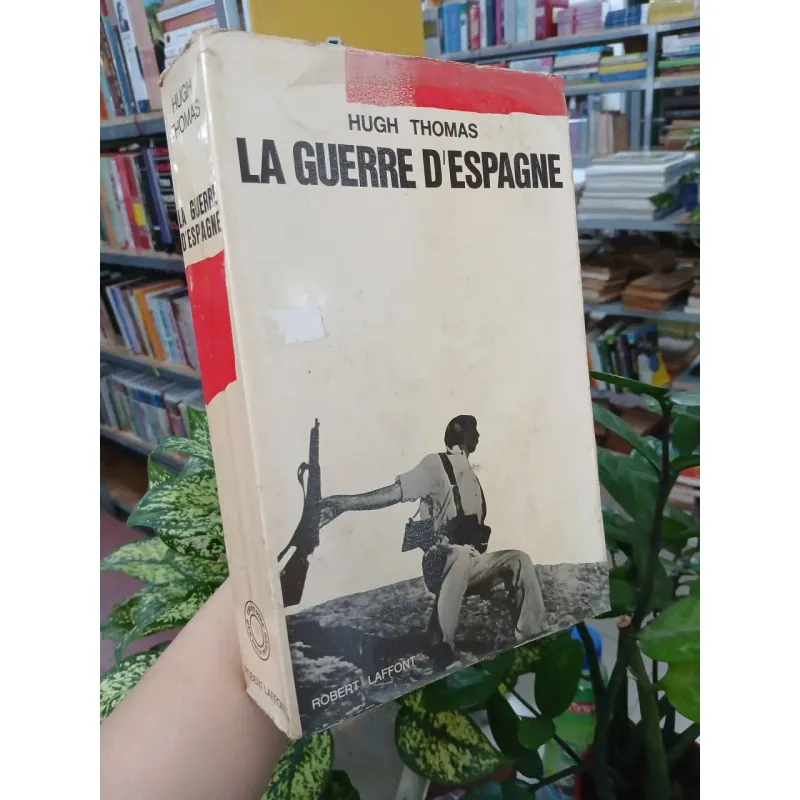 HUGH THOMAS
LA GUERRE D'ESPAGNE
ROBERT LAFFONT
HUGH
THOMAS
LA GUERRE
D'ESPAGNE
ROBERT LAFFONT